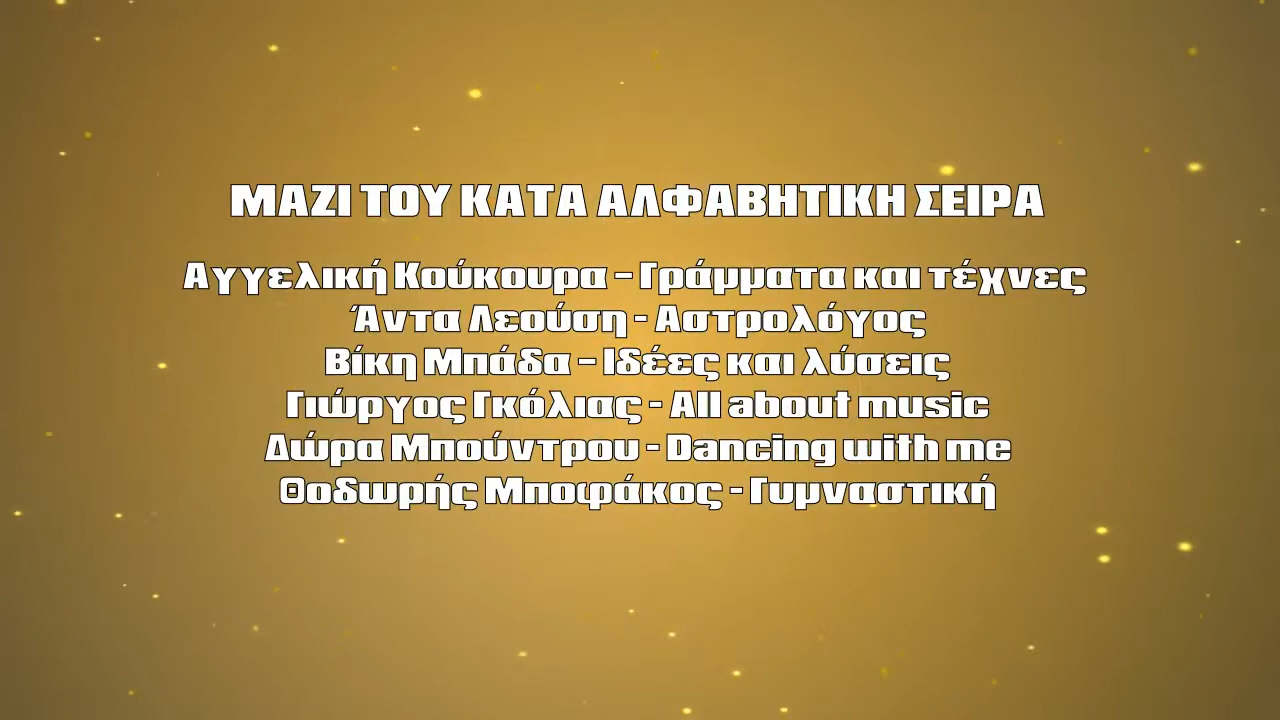 ΜΑΖΙ ΤΟΥ ΚΑΤΑ ΑΛΦΑΒΗΤΙΚΗ ΣΕΙΡΑ
Αγγελική Κούκουρα – Γράμματα και τέχνες
Άντα Λεούση - Αστρολόγος
Βίκη Μπάδα – Ιδέες και λύσεις
Γιώργος Γκόλιας - All about music
Δώρα Μπούντρου - Dancing with me
Θοδωρής Μποφάκος - Γυμναστική